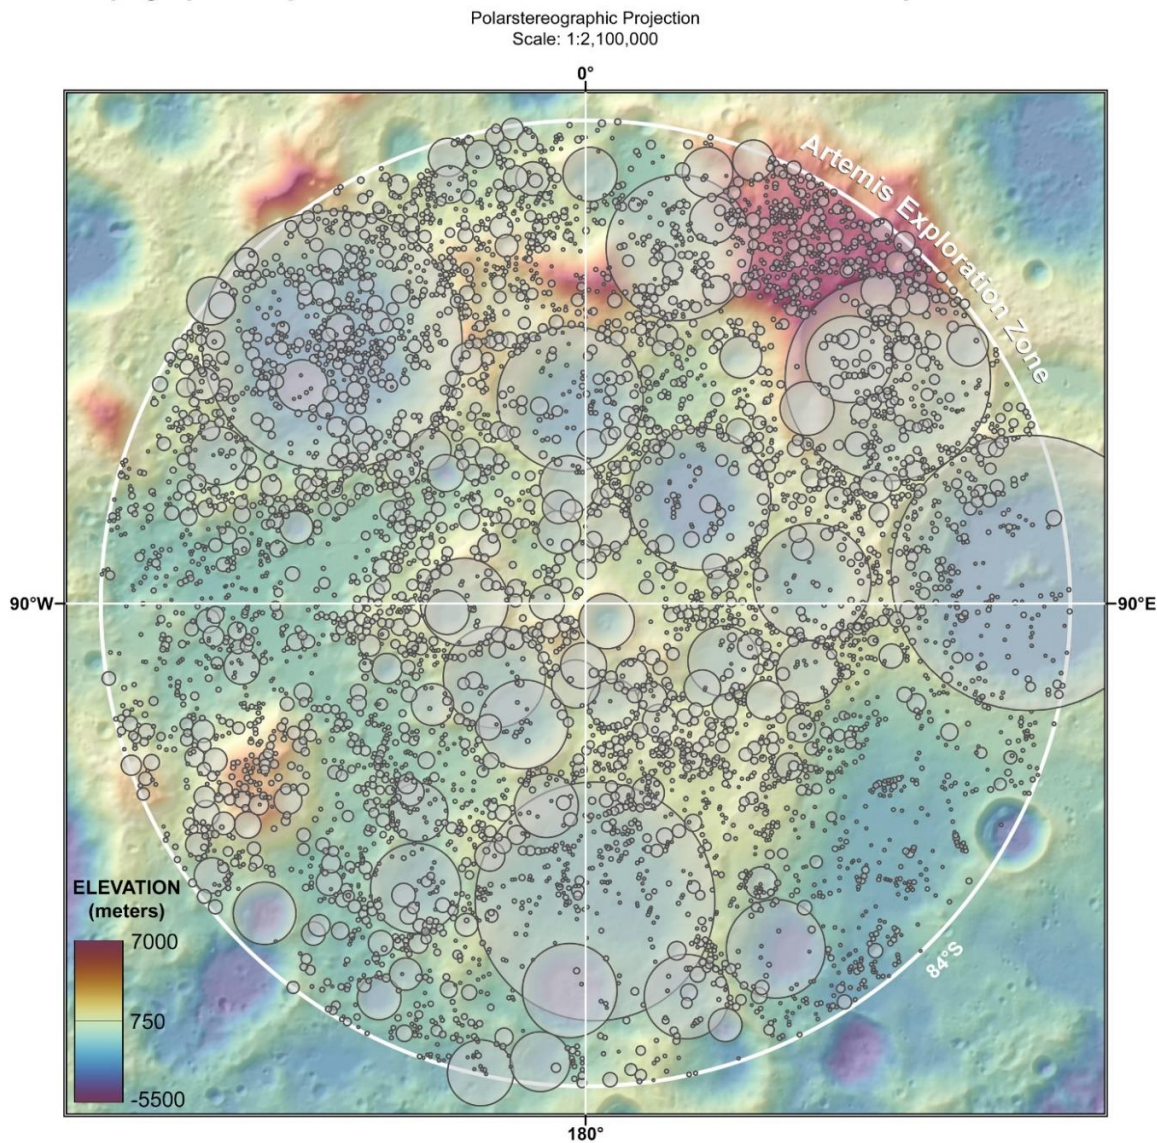 Polarstereographic Projection
Scale: 1:2,100,000
0°
Artemis Exploration Zone
90°W
90°E
ELEVATION
(meters)
7000
750
-5500
84°S
180°